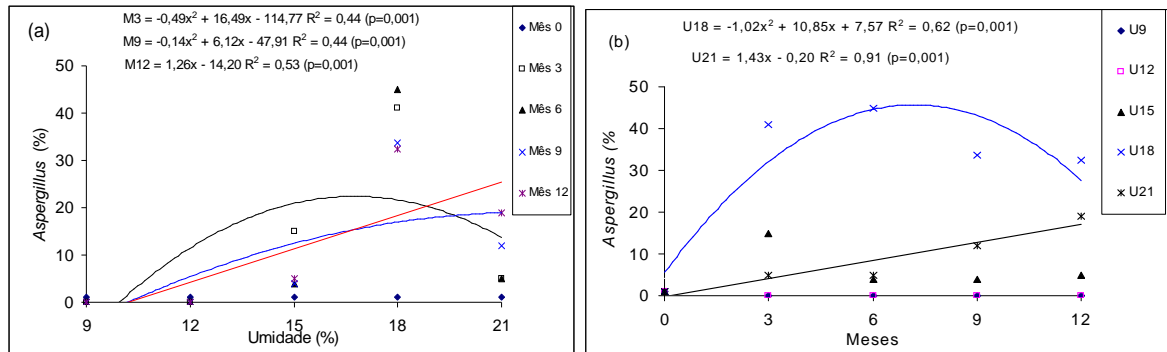 (a)
M3 = -0,49x² + 16,49x - 114,77 R² = 0,44 (p=0,001)
M9 = -0,14x² + 6,12x - 47,91 R² = 0,44 (p=0,001)
M12 = 1,26x - 14,20 R² = 0,53 (p=0,001)
Aspergillus (%)
50
40
30
20
10
0
9 12 15 18 21
Umidade (%)
Mês 0
Mês 3
Mês 6
Mês 9
Mês 12
(b)
U18 = -1,02x² + 10,85x + 7,57 R² = 0,62 (p=0,001)
U21 = 1,43x - 0,20 R² = 0,91 (p=0,001)
Aspergillus (%
50
40
30
20
10
0
0 3 6 9 12
Meses
U9
U12
U15
U18
U21